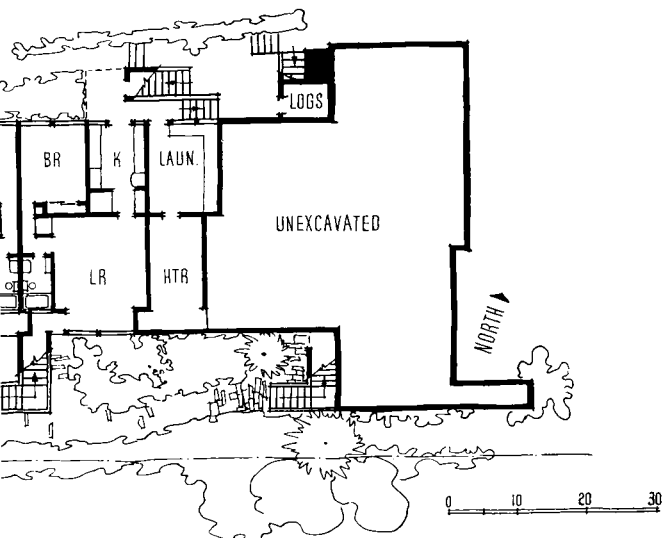 LOGS
BR
K
LAUN.
UNEXCAVATED
LR
HTR
NORTH
0 10 20 30